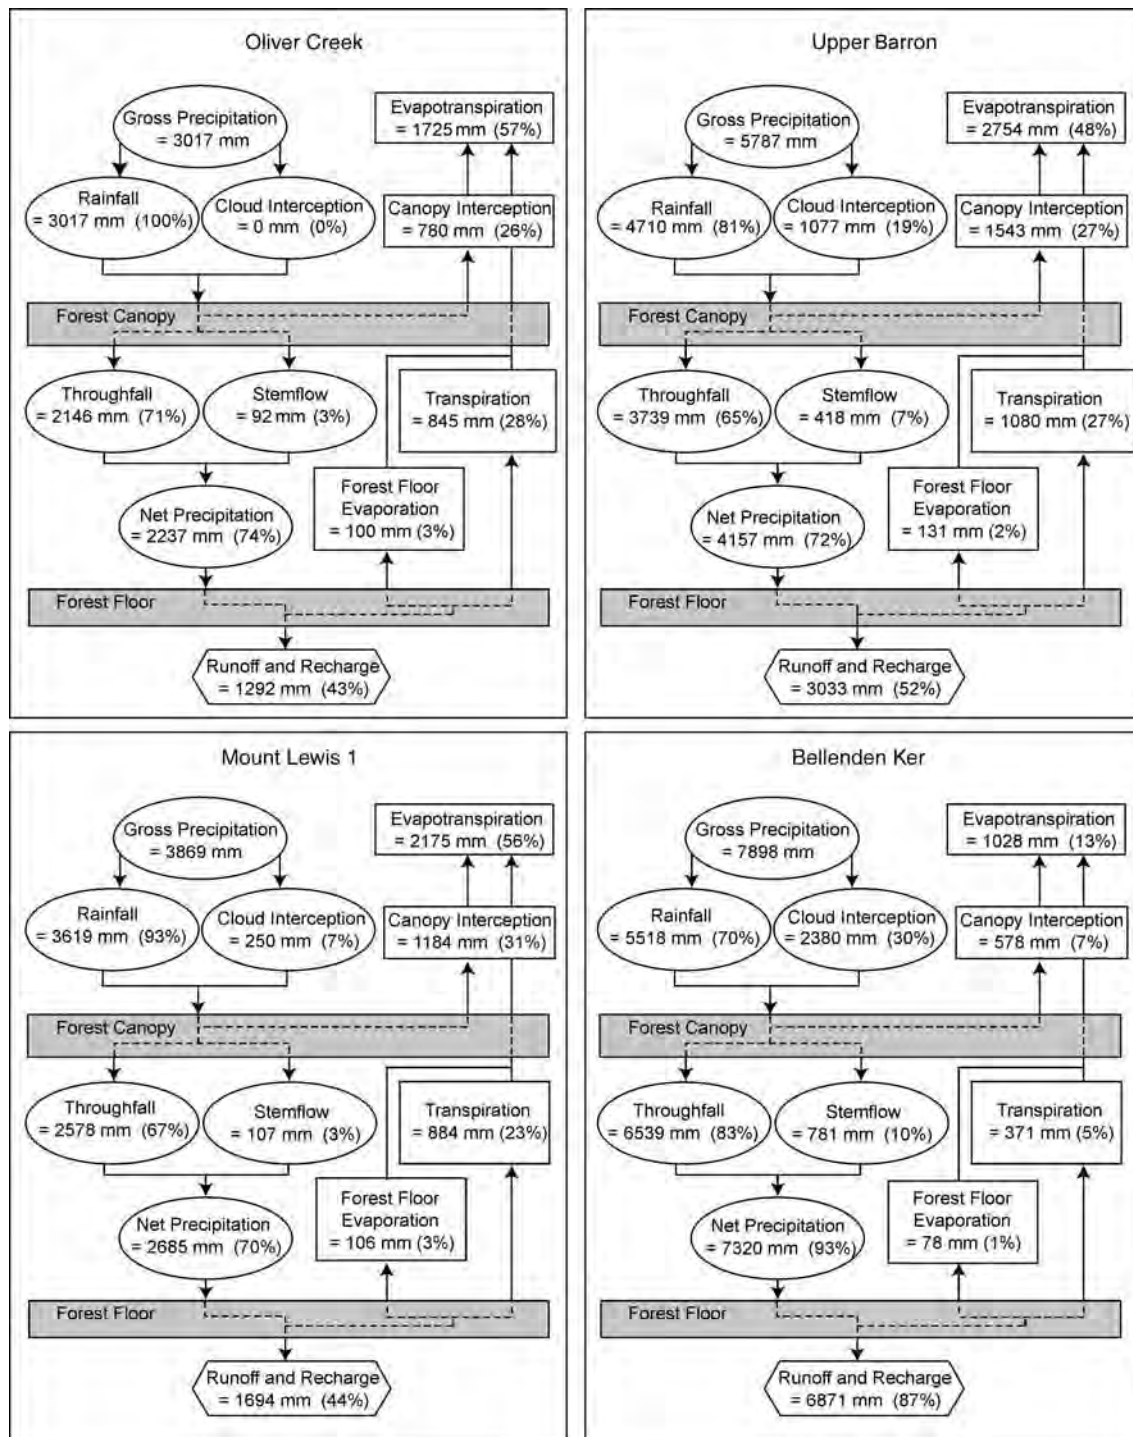 Oliver Creek
Gross Precipitation
= 3017 mm
Evapotranspiration
= 1725 mm (57%)
Rainfall
= 3017 mm (100%)
Cloud Interception
= 0 mm (0%)
Canopy Interception
= 780 mm (26%)
Forest Canopy
Throughfall
= 2146 mm (71%)
Stemflow
= 92 mm (3%)
Transpiration
= 845 mm (28%)
Net Precipitation
= 2237 mm (74%)
Forest Floor
Evaporation
= 100 mm (3%)
Forest Floor
Runoff and Recharge
= 1292 mm (43%)
Upper Barron
Gross Precipitation
= 5787 mm
Evapotranspiration
= 2754 mm (48%)
Rainfall
= 4710 mm (81%)
Cloud Interception
= 1077 mm (19%)
Canopy Interception
= 1543 mm (27%)
Forest Canopy
Throughfall
= 3739 mm (65%)
Stemflow
= 418 mm (7%)
Transpiration
= 1080 mm (27%)
Net Precipitation
= 4157 mm (72%)
Forest Floor
Evaporation
= 131 mm (2%)
Forest Floor
Runoff and Recharge
= 3033 mm (52%)
Mount Lewis 1
Gross Precipitation
= 3869 mm
Evapotranspiration
= 2175 mm (56%)
Rainfall
= 3619 mm (93%)
Cloud Interception
= 250 mm (7%)
Canopy Interception
= 1184 mm (31%)
Forest Canopy
Throughfall
= 2578 mm (67%)
Stemflow
= 107 mm (3%)
Transpiration
= 884 mm (23%)
Net Precipitation
= 2685 mm (70%)
Forest Floor
Evaporation
= 106 mm (3%)
Forest Floor
Runoff and Recharge
= 1694 mm (44%)
Bellenden Ker
Gross Precipitation
= 7898 mm
Evapotranspiration
= 1028 mm (13%)
Rainfall
= 5518 mm (70%)
Cloud Interception
= 2380 mm (30%)
Canopy Interception
= 578 mm (7%)
Forest Canopy
Throughfall
= 6539 mm (83%)
Stemflow
= 781 mm (10%)
Transpiration
= 371 mm (5%)
Net Precipitation
= 7320 mm (93%)
Forest Floor
Evaporation
= 78 mm (1%)
Forest Floor
Runoff and Recharge
= 6871 mm (87%)